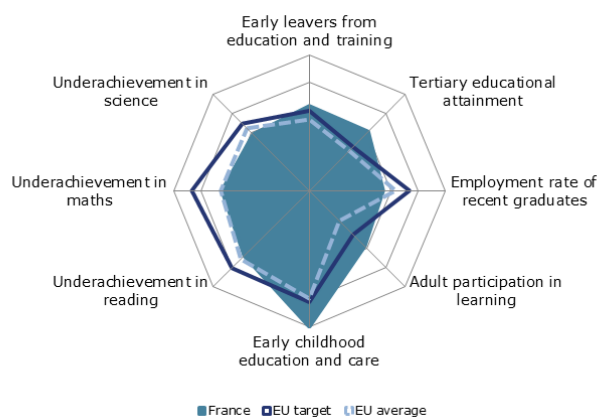 Early leavers from
education and training
Underachievement in
science
Tertiary educational
attainment
Underachievement in
maths
Employment rate of
recent graduates
Underachievement in
reading
Adult participation in
learning
Early childhood
education and care
France EU target EU average